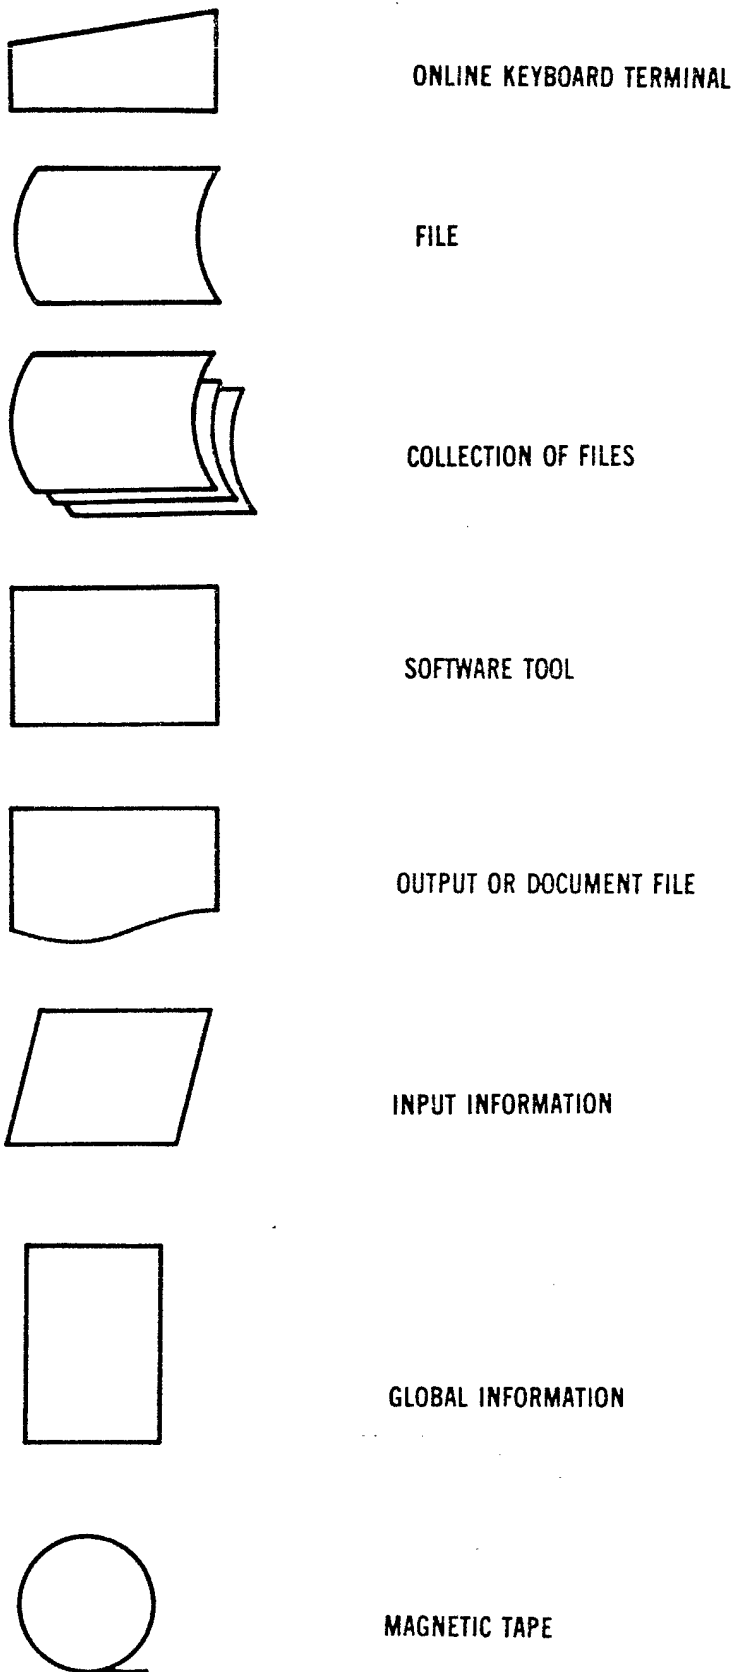 ONLINE KEYBOARD TERMINAL
FILE
COLLECTION OF FILES
SOFTWARE TOOL
OUTPUT OR DOCUMENT FILE
INPUT INFORMATION
GLOBAL INFORMATION
MAGNETIC TAPE